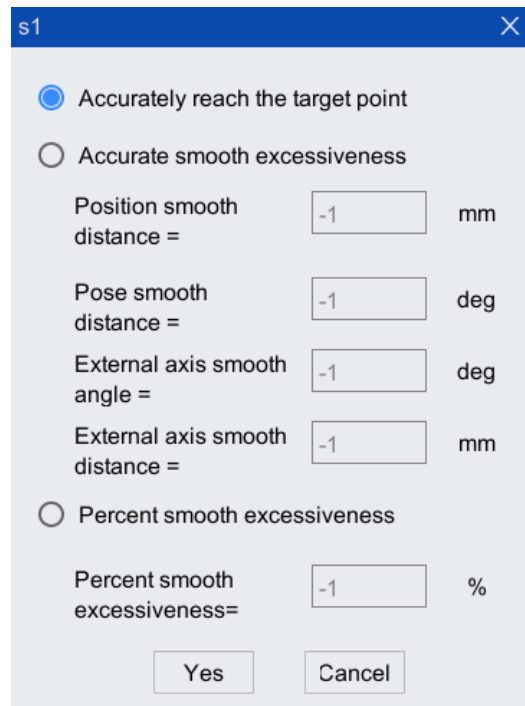 s1 X
Accurately reach the target point
Accurate smooth excessiveness
Position smooth
distance = -1 mm
Pose smooth
distance = -1 deg
External axis smooth
angle = -1 deg
External axis smooth
distance = -1 mm
Percent smooth excessiveness
Percent smooth
excessiveness= -1 %
Yes Cancel